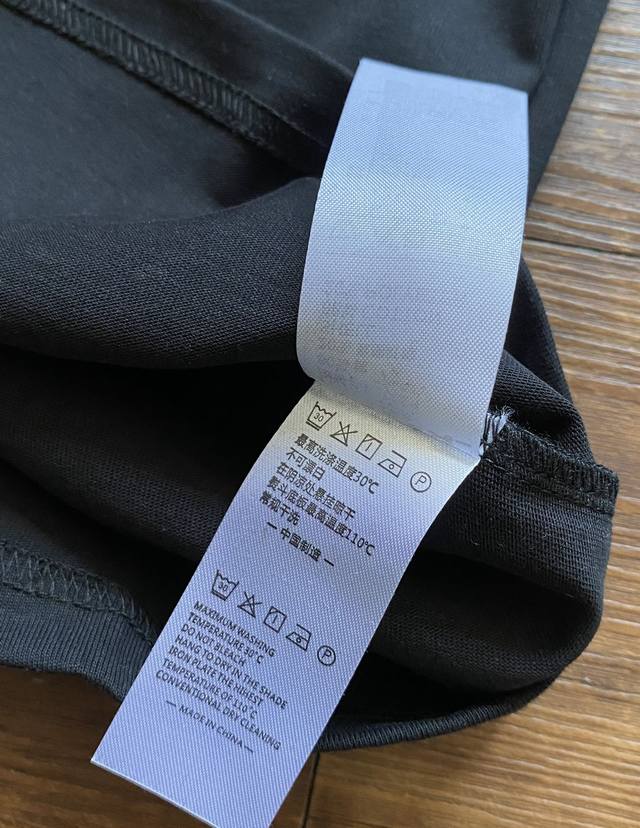 30 P
最高洗涤温度30℃
不可漂白
在阴凉处悬挂晾干
熨斗底板最高温度110℃
常规干洗
— 中国制造 —
30 P
MAXIMUM WASHING
TEMPERATURE 30°C
DO NOT BLEACH
HANG TO DRY IN THE SHADE
IRON PLATE THE HIGHEST
TEMPERATURE OF 110°C
CONVENTIONAL DRY CLEANING
— MADE IN CHINA —